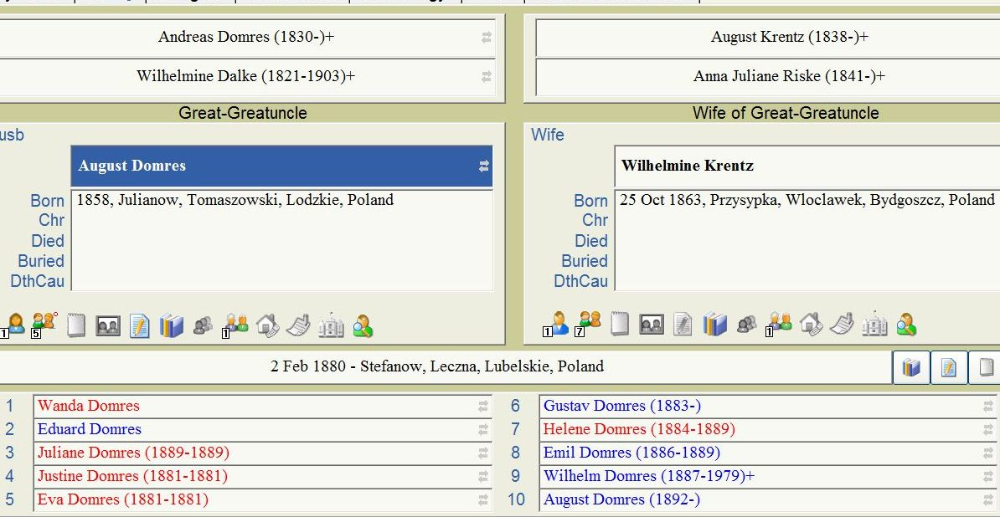 Andreas Domres (1830-)+
Wilhelmine Dalke (1821-1903)+
August Krentz (1838-)+
Anna Juliane Riske (1841-)+
Great-Greatuncle
Wife of Great-Greatuncle
usb
August Domres
Born 1858, Julianow, Tomaszowski, Lodzkie, Poland
Chr
Died
Buried
DthCau
1 5 1
Wife
Wilhelmine Krentz
Born 25 Oct 1863, Przysypka, Wloclawek, Bydgoszcz, Poland
Chr
Died
Buried
DthCau
1 7 1
2 Feb 1880 - Stefanow, Leczna, Lubelskie, Poland
1 Wanda Domres
2 Eduard Domres
3 Juliane Domres (1889-1889)
4 Justine Domres (1881-1881)
5 Eva Domres (1881-1881)
6 Gustav Domres (1883-)
7 Helene Domres (1884-1889)
8 Emil Domres (1886-1889)
9 Wilhelm Domres (1887-1979)+
10 August Domres (1892-)